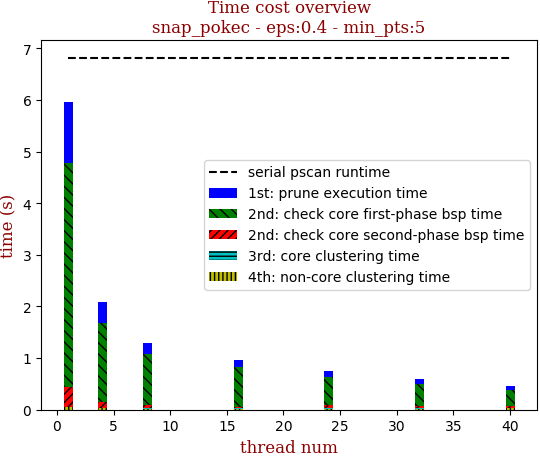 Time cost overview
snap_pokec - eps:0.4 - min_pts:5
7
6
5
4
3
2
1
0
time (s)
serial pscan runtime
1st: prune execution time
2nd: check core first-phase bsp time
2nd: check core second-phase bsp time
3rd: core clustering time
4th: non-core clustering time
0 5 10 15 20 25 30 35 40
thread num